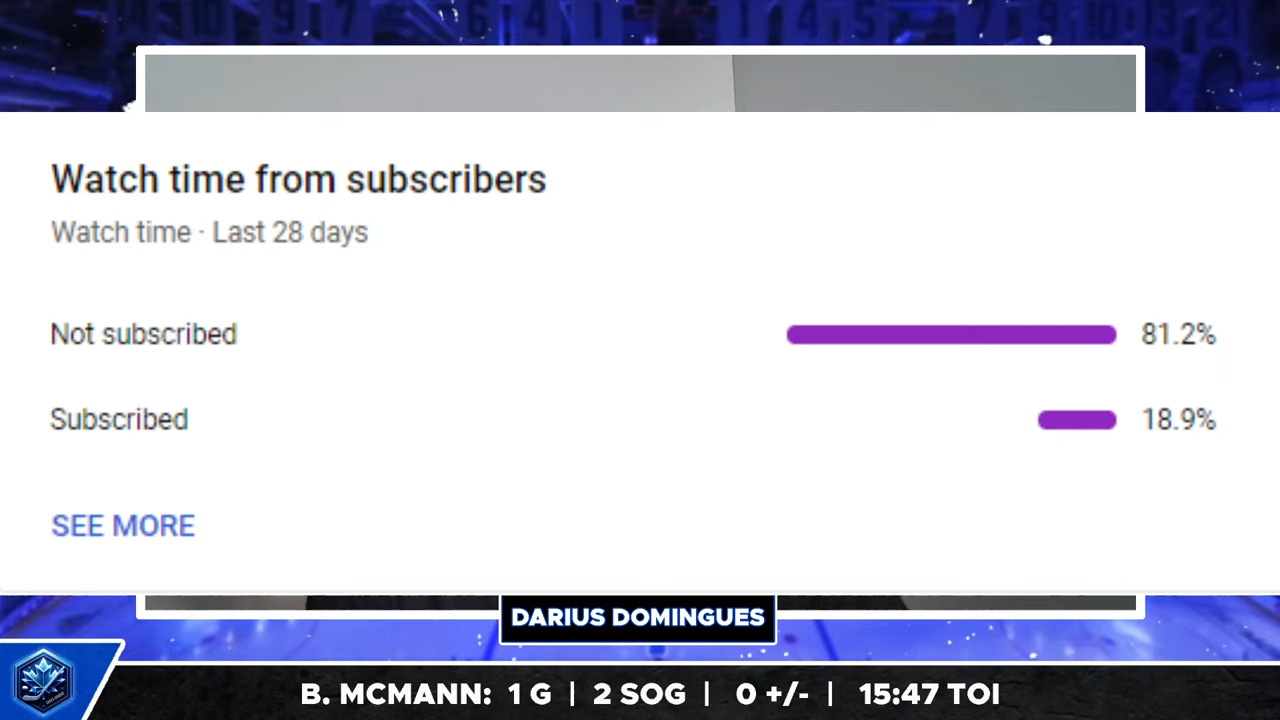 Watch time from subscribers
Watch time · Last 28 days
Not subscribed 81.2%
Subscribed 18.9%
SEE MORE
DARIUS DOMINGUES
B. MCMANN: 1 G | 2 SOG | 0 +/- | 15:47 TOI